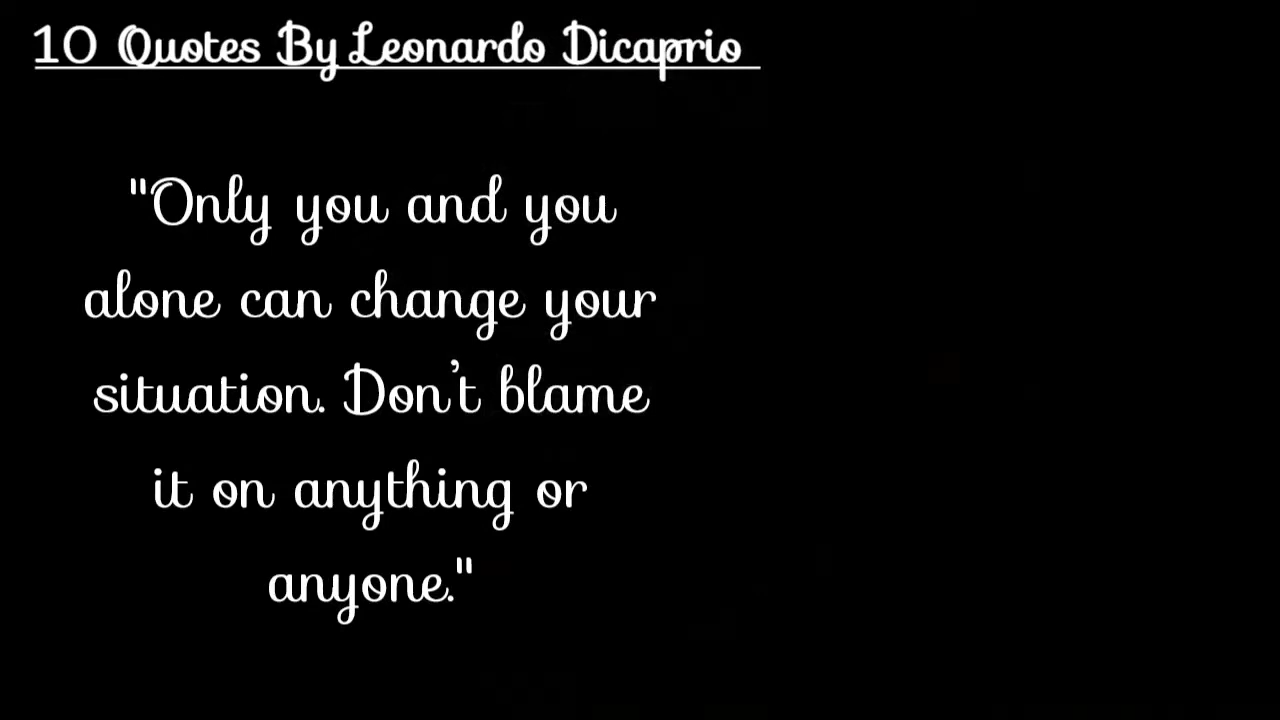 10 Quotes By Leonardo Dicaprio
"Only you and you
alone can change your
situation. Don’t blame
it on anything or
anyone."